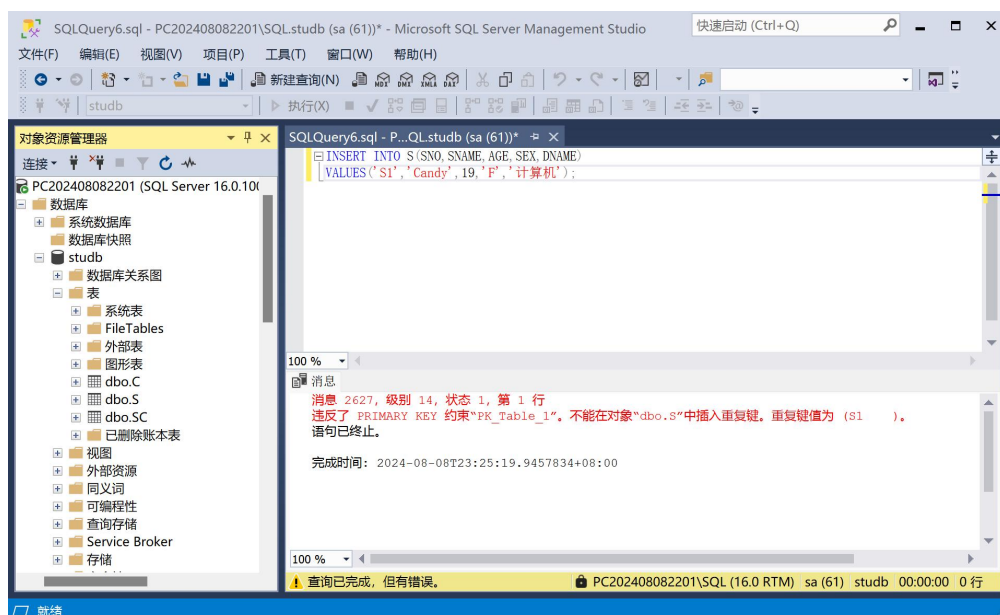 SQLQuery6.sql - PC202408082201\SQL.studb (sa (61))* - Microsoft SQL Server Management Studio
快速启动 (Ctrl+Q)
文件(F) 编辑(E) 视图(V) 项目(P) 工具(T) 窗口(W) 帮助(H)
新建查询(N) MDX DMX XMLA DAX
studb 执行(X)
对象资源管理器
SQLQuery6.sql - P...QL.studb (sa (61))*
连接
PC202408082201 (SQL Server 16.0.100
数据库
系统数据库
数据库快照
studb
数据库关系图
表
系统表
FileTables
外部表
图形表
dbo.C
dbo.S
dbo.SC
已删除账本表
视图
外部资源
同义词
可编程性
查询存储
Service Broker
存储
INSERT INTO S(SNO,SNAME,AGE,SEX,DNAME)
VALUES('S1','Candy',19,'F','计算机');
100 %
消息
消息 2627, 级别 14, 状态 1, 第 1 行
违反了 PRIMARY KEY 约束“PK_Table_1”。不能在对象“dbo.S”中插入重复键。重复键值为 (S1    )。
语句已终止。
完成时间: 2024-08-08T23:25:19.9457834+08:00
100 %
查询已完成，但有错误。 PC202408082201\SQL (16.0 RTM) sa (61) studb 00:00:00 0 行
就绪